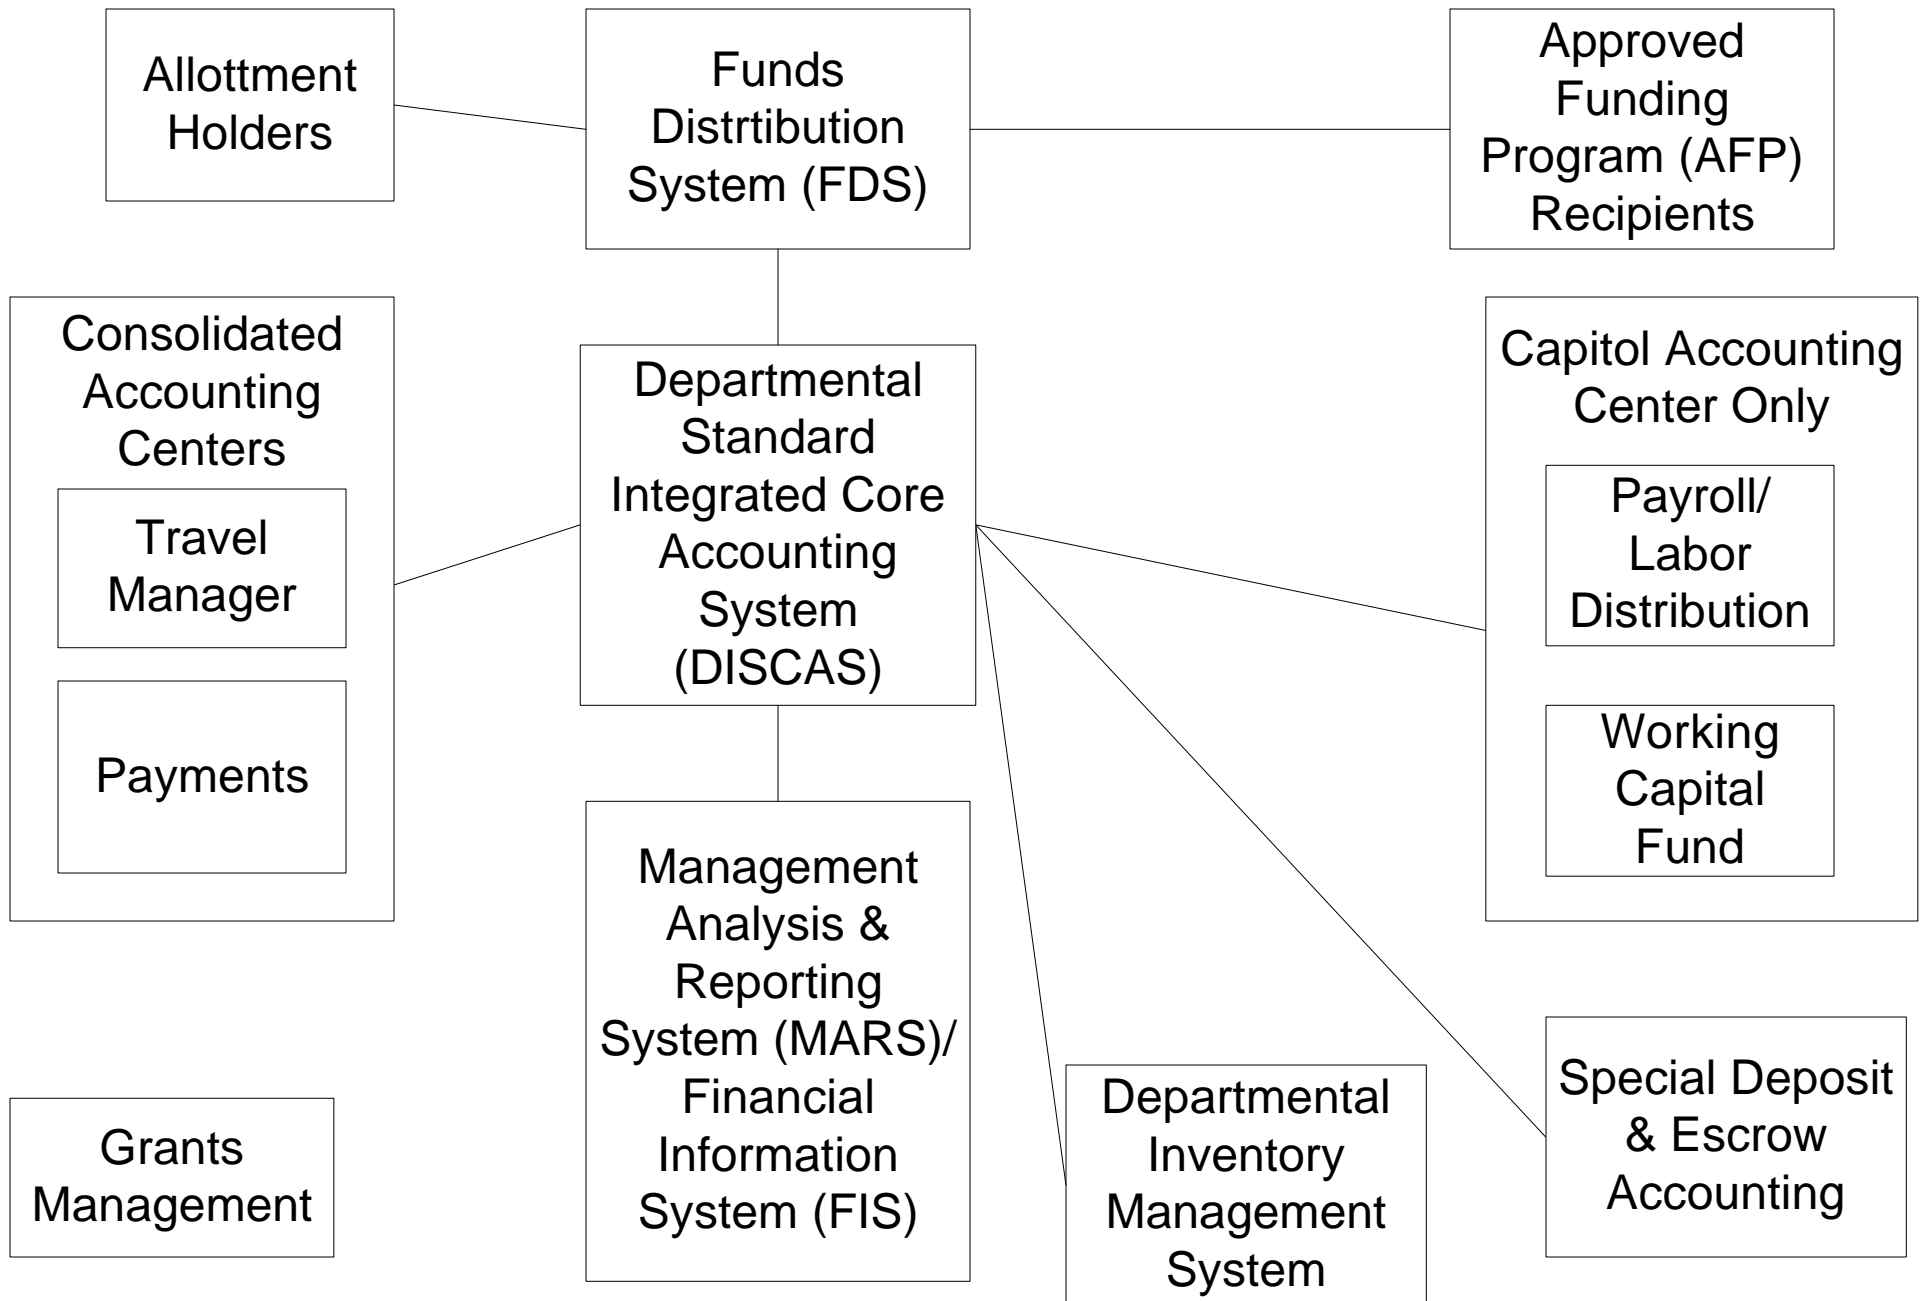 Allottment
Holders
Funds
Distrtibution
System (FDS)
Approved
Funding
Program (AFP)
Recipients
Consolidated
Accounting
Centers
Travel
Manager
Payments
Departmental
Standard
Integrated Core
Accounting
System
(DISCAS)
Capitol Accounting
Center Only
Payroll/
Labor
Distribution
Working
Capital
Fund
Management
Analysis &
Reporting
System (MARS)/
Financial
Information
System (FIS)
Grants
Management
Departmental
Inventory
Management
System
Special Deposit
& Escrow
Accounting